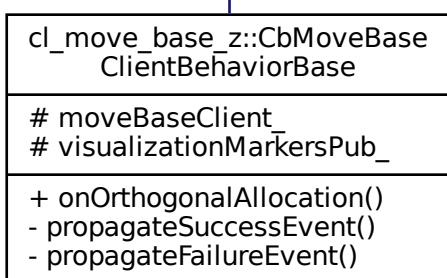 cl_move_base_z::CbMoveBase
ClientBehaviorBase
# moveBaseClient_
# visualizationMarkersPub_
+ onOrthogonalAllocation()
- propagateSuccessEvent()
- propagateFailureEvent()